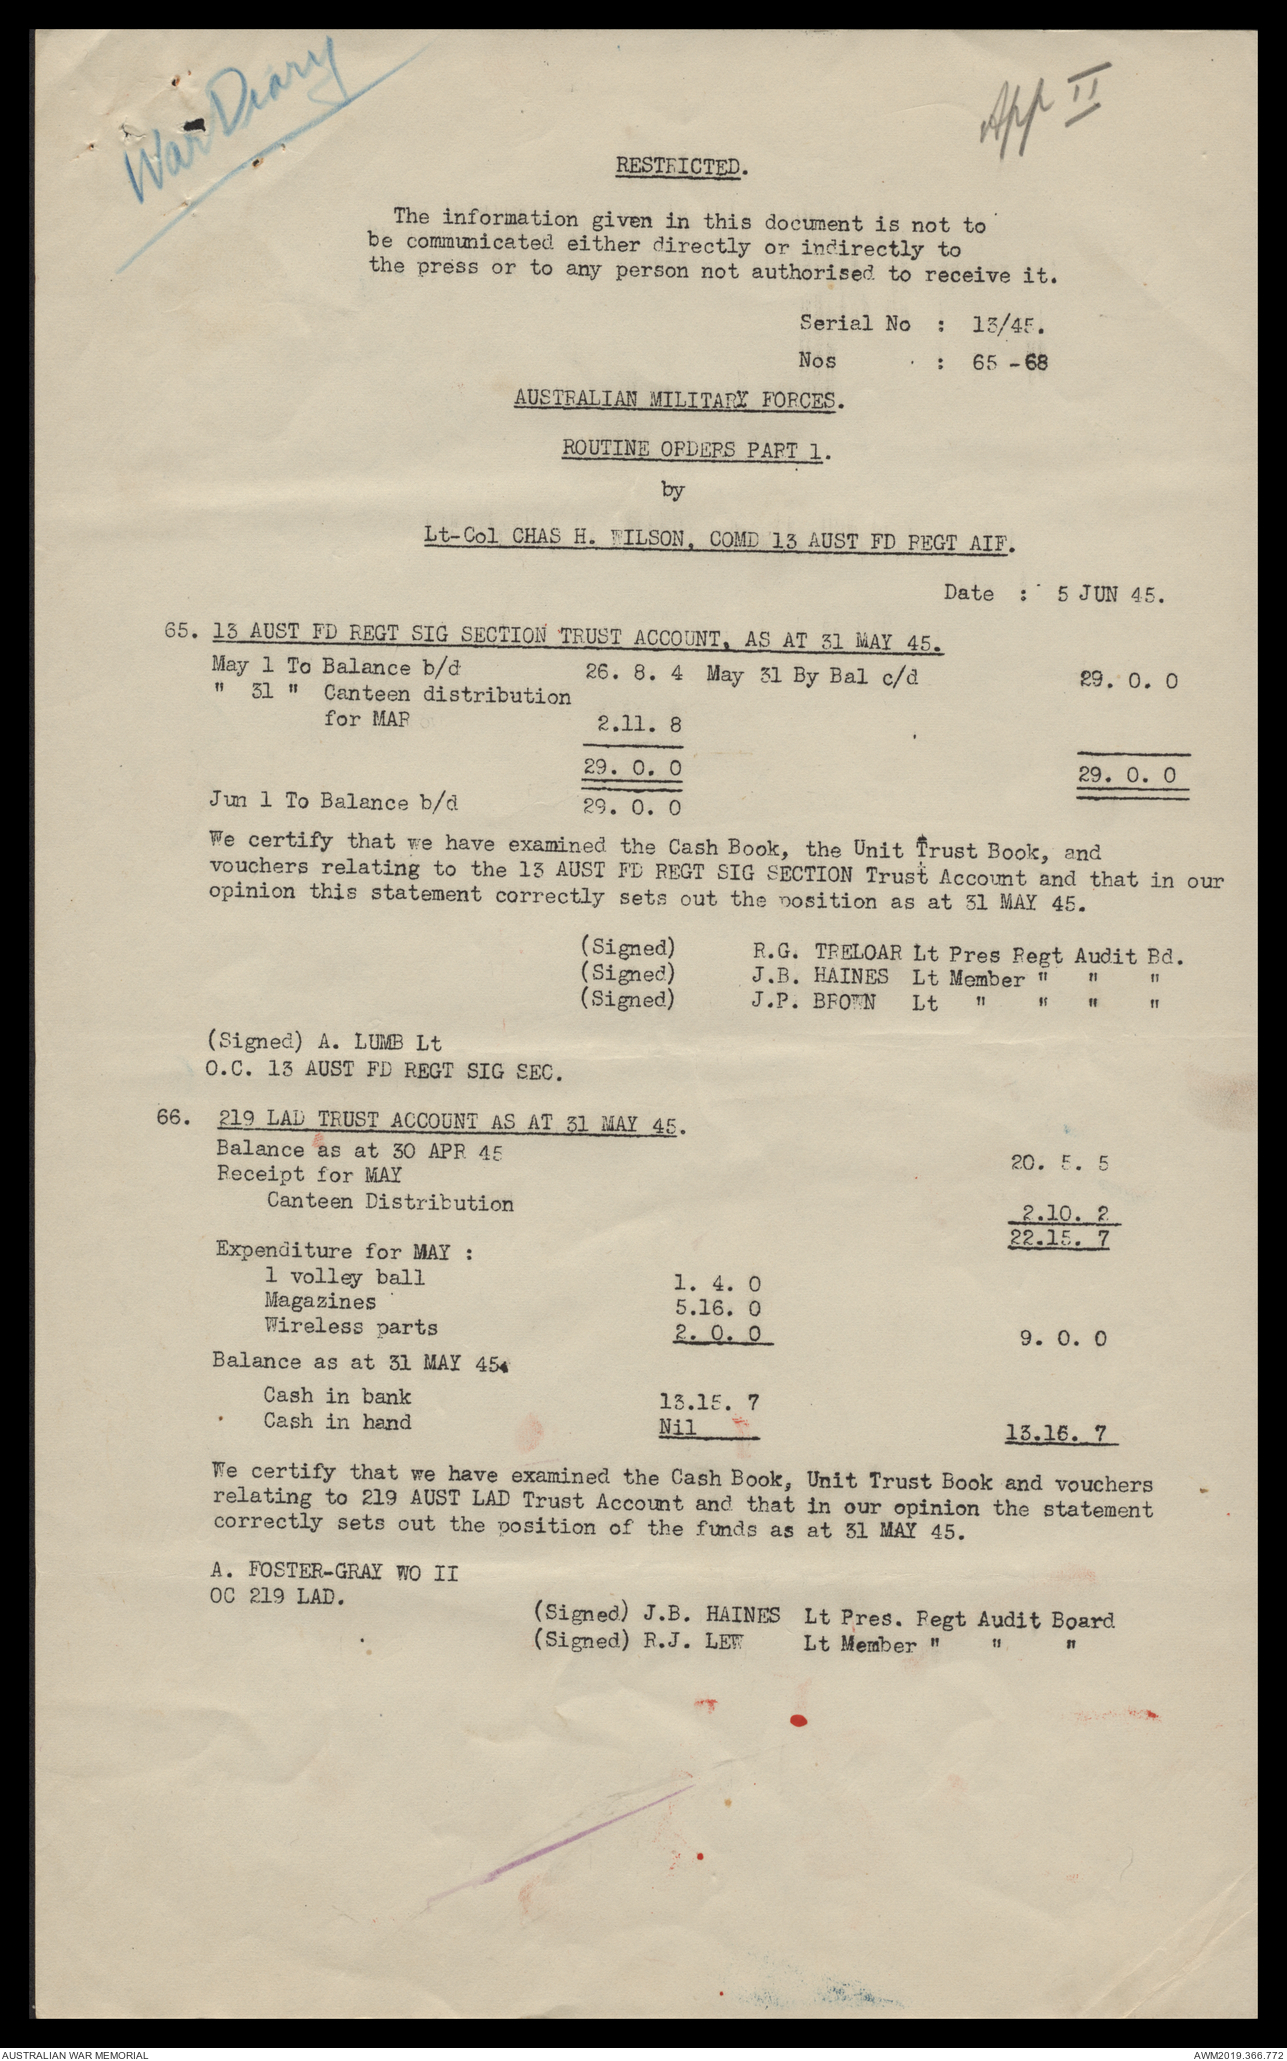 War Diary
App II
RESTRICTED.
The information given in this document is not to
be communicated either directly or indirectly to
the press or to any person not authorised to receive it.
Serial No : 13/45.
Nos : 65 - 68
AUSTRALIAN MILITARY FORCES.
ROUTINE ORDERS PART 1.
by
Lt-Col CHAS H. WILSON, COMD 13 AUST FD REGT AIF.
Date : 5 JUN 45.
65. 13 AUST FD REGT SIG SECTION TRUST ACCOUNT, AS AT 31 MAY 45.
May 1 To Balance b/d 26. 8. 4 May 31 By Bal c/d 29. 0. 0
" 31 " Canteen distribution
for MAR 2.11. 8
29. 0. 0 29. 0. 0
Jun 1 To Balance b/d 29. 0. 0
We certify that we have examined the Cash Book, the Unit Trust Book, and
vouchers relating to the 13 AUST FD REGT SIG SECTION Trust Account and that in our
opinion this statement correctly sets out the position as at 31 MAY 45.
(Signed) R.G. TRELOAR Lt Pres Regt Audit Bd.
(Signed) J.B. HAINES Lt Member " " "
(Signed) J.P. BROWN Lt " " " "
(Signed) A. LUMB Lt
O.C. 13 AUST FD REGT SIG SEC.
66. 219 LAD TRUST ACCOUNT AS AT 31 MAY 45.
Balance as at 30 APR 45 20. 5. 5
Receipt for MAY
Canteen Distribution 2.10. 2
22.15. 7
Expenditure for MAY :
1 volley ball 1. 4. 0
Magazines 5.16. 0
Wireless parts 2. 0. 0 9. 0. 0
Balance as at 31 MAY 45.
Cash in bank 13.15. 7
Cash in hand Nil 13.16. 7
We certify that we have examined the Cash Book, Unit Trust Book and vouchers
relating to 219 AUST LAD Trust Account and that in our opinion the statement
correctly sets out the position of the funds as at 31 MAY 45.
A. FOSTER-GRAY WO II
OC 219 LAD.
(Signed) J.B. HAINES Lt Pres. Regt Audit Board
(Signed) R.J. LEW Lt Member " " "
AUSTRALIAN WAR MEMORIAL
AWM2019.366.772